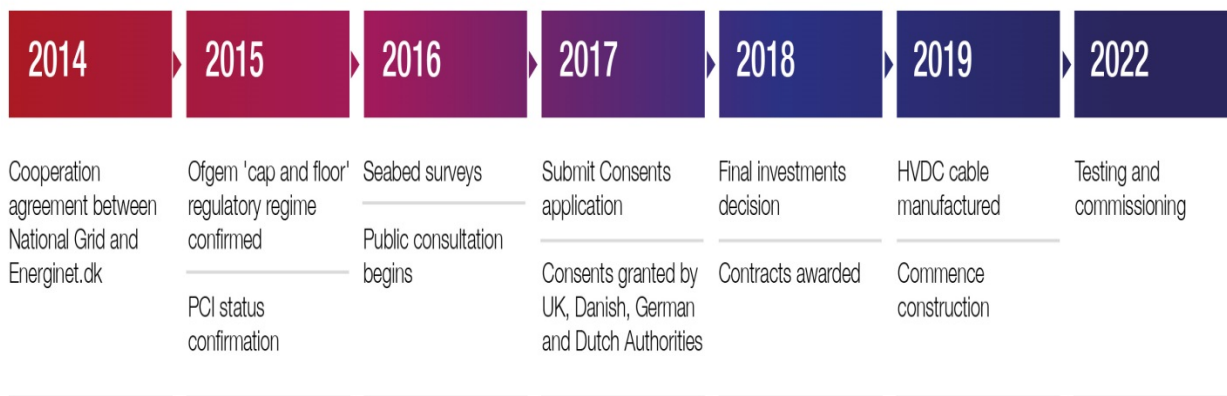 2014
Cooperation
agreement between
National Grid and
Energinet.dk
2015
Ofgem 'cap and floor'
regulatory regime
confirmed
PCI status
confirmation
2016
Seabed surveys
Public consultation
begins
2017
Submit Consents
application
Consents granted by
UK, Danish, German
and Dutch Authorities
2018
Final investments
decision
Contracts awarded
2019
HVDC cable
manufactured
Commence
construction
2022
Testing and
commissioning